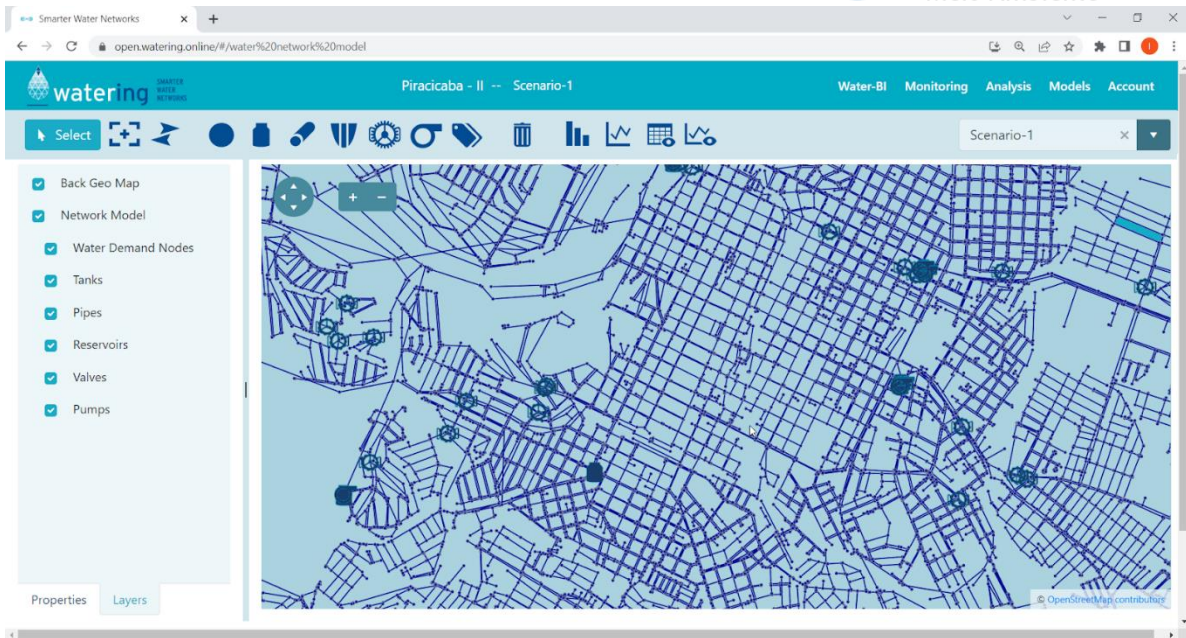 Smarter Water Networks
open.watering.online/#/water%20network%20model
watering
SMARTER
WATER
NETWORKS
Piracicaba - II -- Scenario-1
Water-BI Monitoring Analysis Models Account
Select
Scenario-1
Back Geo Map
Network Model
Water Demand Nodes
Tanks
Pipes
Reservoirs
Valves
Pumps
Properties Layers
© OpenStreetMap contributors